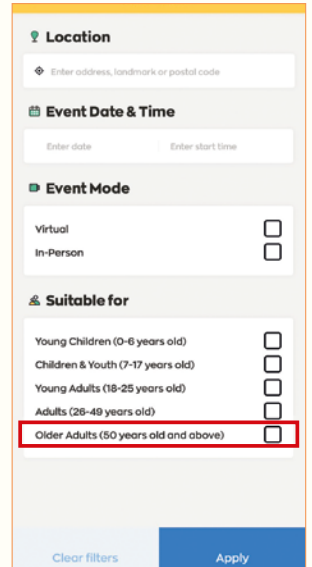 Location
Enter address, landmark or postal code
Event Date & Time
Enter date Enter start time
Event Mode
Virtual
In-Person
Suitable for
Young Children (0-6 years old)
Children & Youth (7-17 years old)
Young Adults (18-25 years old)
Adults (26-49 years old)
Older Adults (50 years old and above)
Clear filters Apply